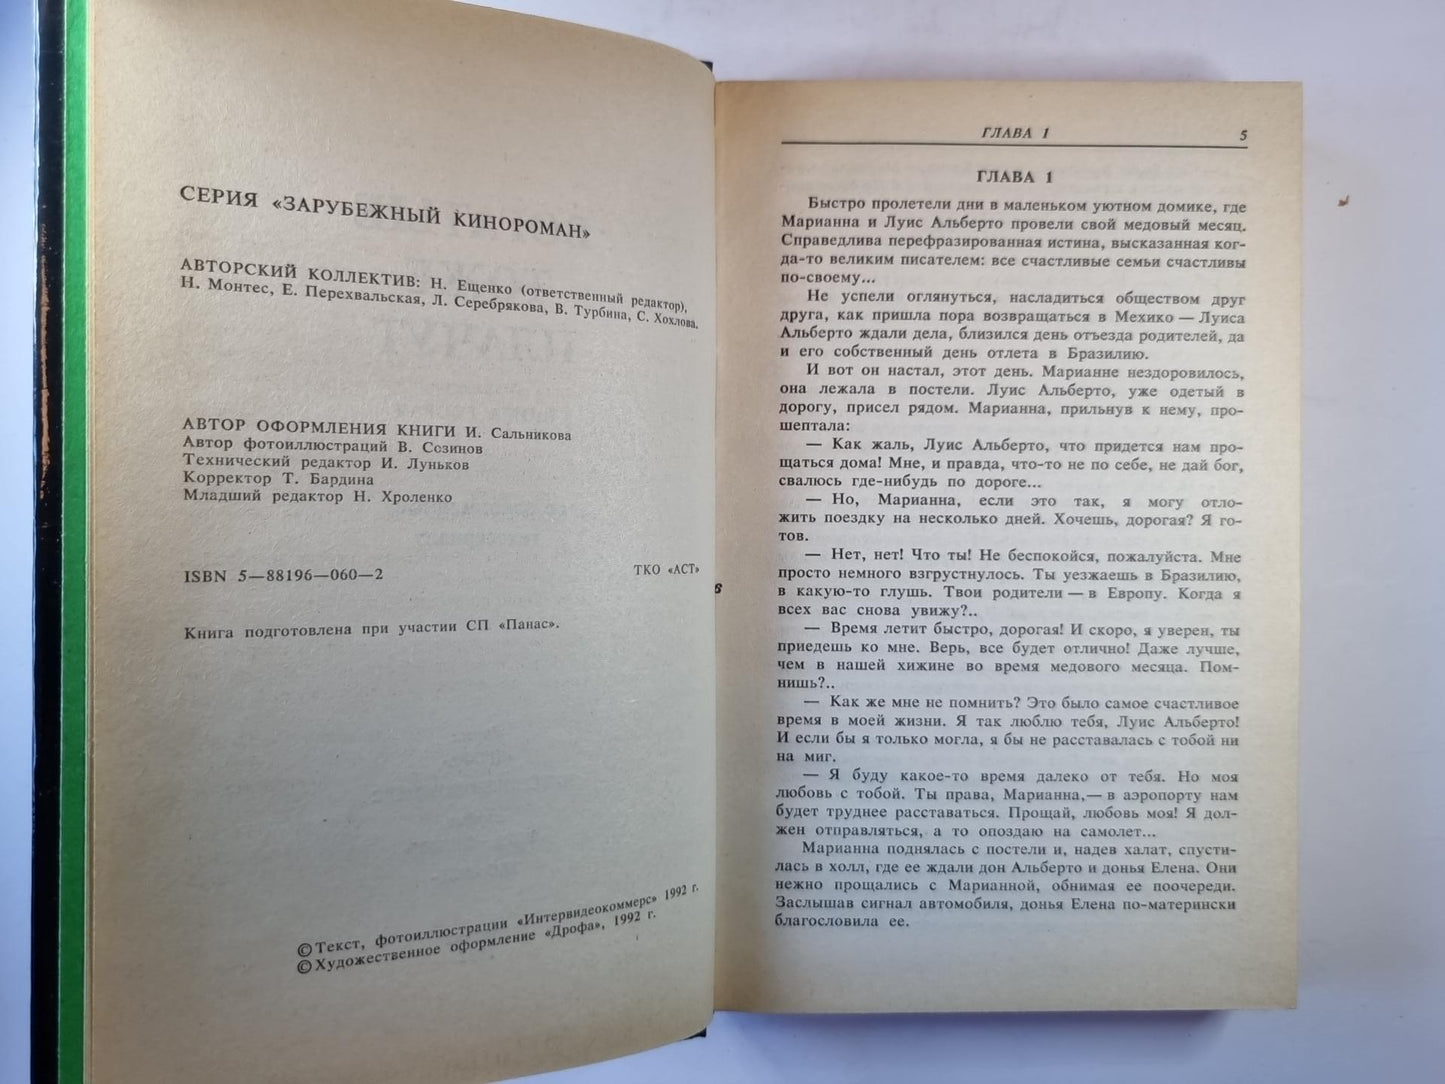 СЕРИЯ «ЗАРУБЕЖНЫЙ КИНОРОМАН»
АВТОРСКИЙ КОЛЛЕКТИВ: Н. Ещенко (ответственный редактор),
Н. Монтес, Е. Перехвальская, Л. Серебрякова, В. Турбина, С. Хохлова.
АВТОР ОФОРМЛЕНИЯ КНИГИ И. Сальникова
Автор фотоиллюстраций В. Созинов
Технический редактор И. Луньков
Корректор Т. Бардина
Младший редактор Н. Хроленко
ISBN 5—88196—060—2
ТКО «АСТ»
Книга подготовлена при участии СП «Панас».
©Текст, фотоиллюстрации «Интервидеокоммерс» 1992 г.
©Художественное оформление «Дрофа», 1992 г.
ГЛАВА 1 5
ГЛАВА 1
Быстро пролетели дни в маленьком уютном домике, где
Марианна и Луис Альберто провели свой медовый месяц.
Справедлива перефразированная истина, высказанная ког-
да-то великим писателем: все счастливые семьи счастливы
по-своему...
Не успели оглянуться, насладиться обществом друг
друга, как пришла пора возвращаться в Мехико — Луиса
Альберто ждали дела, близился день отъезда родителей, да
и его собственный день отлета в Бразилию.
И вот он настал, этот день. Марианне нездоровилось,
она лежала в постели. Луис Альберто, уже одетый в
дорогу, присел рядом. Марианна, прильнув к нему, про-
шептала:
— Как жаль, Луис Альберто, что придется нам про-
щаться дома! Мне, и правда, что-то не по себе, не дай бог,
свалюсь где-нибудь по дороге...
— Но, Марианна, если это так, я могу отло-
жить поездку на несколько дней. Хочешь, дорогая? Я го-
тов.
— Нет, нет! Что ты! Не беспокойся, пожалуйста. Мне
просто немного взгрустнулось. Ты уезжаешь в Бразилию,
в какую-то глушь. Твои родители — в Европу. Когда я
всех вас снова увижу?..
— Время летит быстро, дорогая! И скоро, я уверен, ты
приедешь ко мне. Верь, все будет отлично! Даже лучше,
чем в нашей хижине во время медового месяца. Пом-
нишь?..
— Как же мне не помнить? Это было самое счастливое
время в моей жизни. Я так люблю тебя, Луис Альберто!
И если бы я только могла, я бы не расставалась с тобой ни
на миг.
— Я буду какое-то время далеко от тебя. Но моя
любовь с тобой. Ты права, Марианна,— в аэропорту нам
будет труднее расставаться. Прощай, любовь моя! Я дол-
жен отправляться, а то опоздаю на самолет...
Марианна поднялась с постели и, надев халат, спусти-
лась в холл, где ее ждали дон Альберто и донья Елена. Они
нежно прощались с Марианной, обнимая ее поочереди.
Заслышав сигнал автомобиля, донья Елена по-матерински
благословила ее.